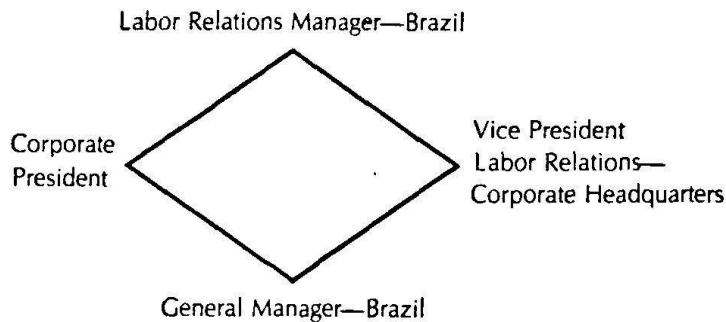 Labor Relations Manager—Brazil
Corporate
President
Vice President
Labor Relations—
Corporate Headquarters
General Manager—Brazil